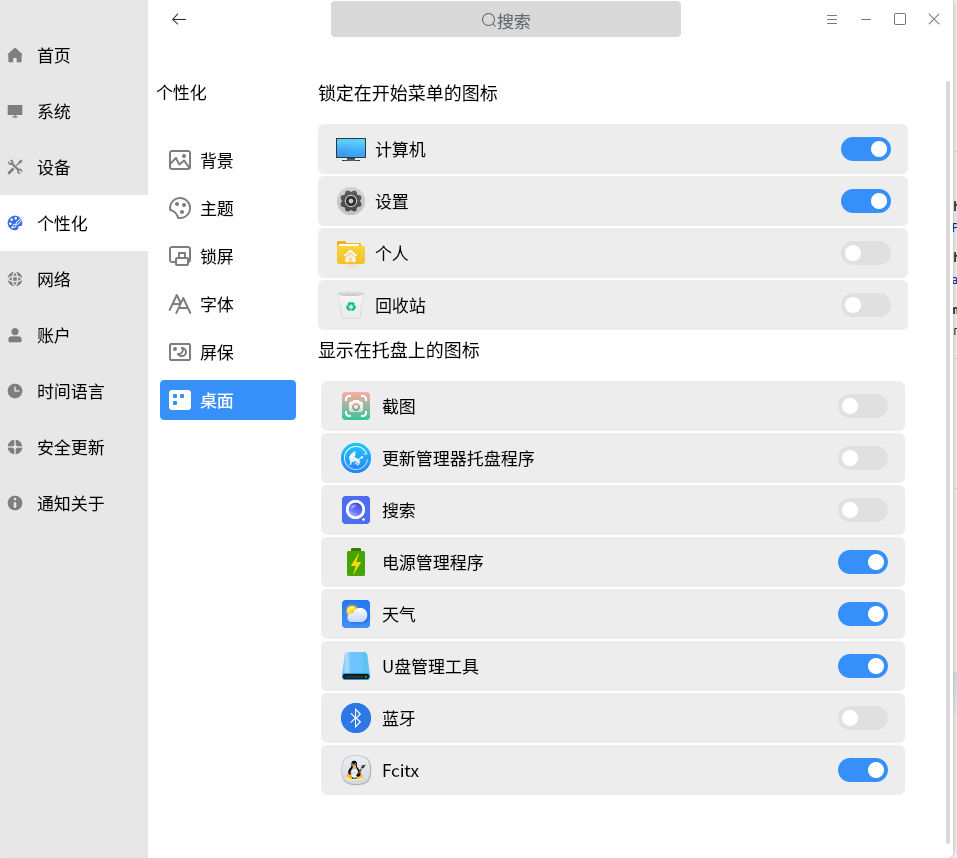 搜索
首页
系统
设备
个性化
网络
账户
时间语言
安全更新
通知关于
个性化
背景
主题
锁屏
字体
屏保
桌面
锁定在开始菜单的图标
计算机
设置
个人
回收站
显示在托盘上的图标
截图
更新管理器托盘程序
搜索
电源管理程序
天气
U盘管理工具
蓝牙
Fcitx